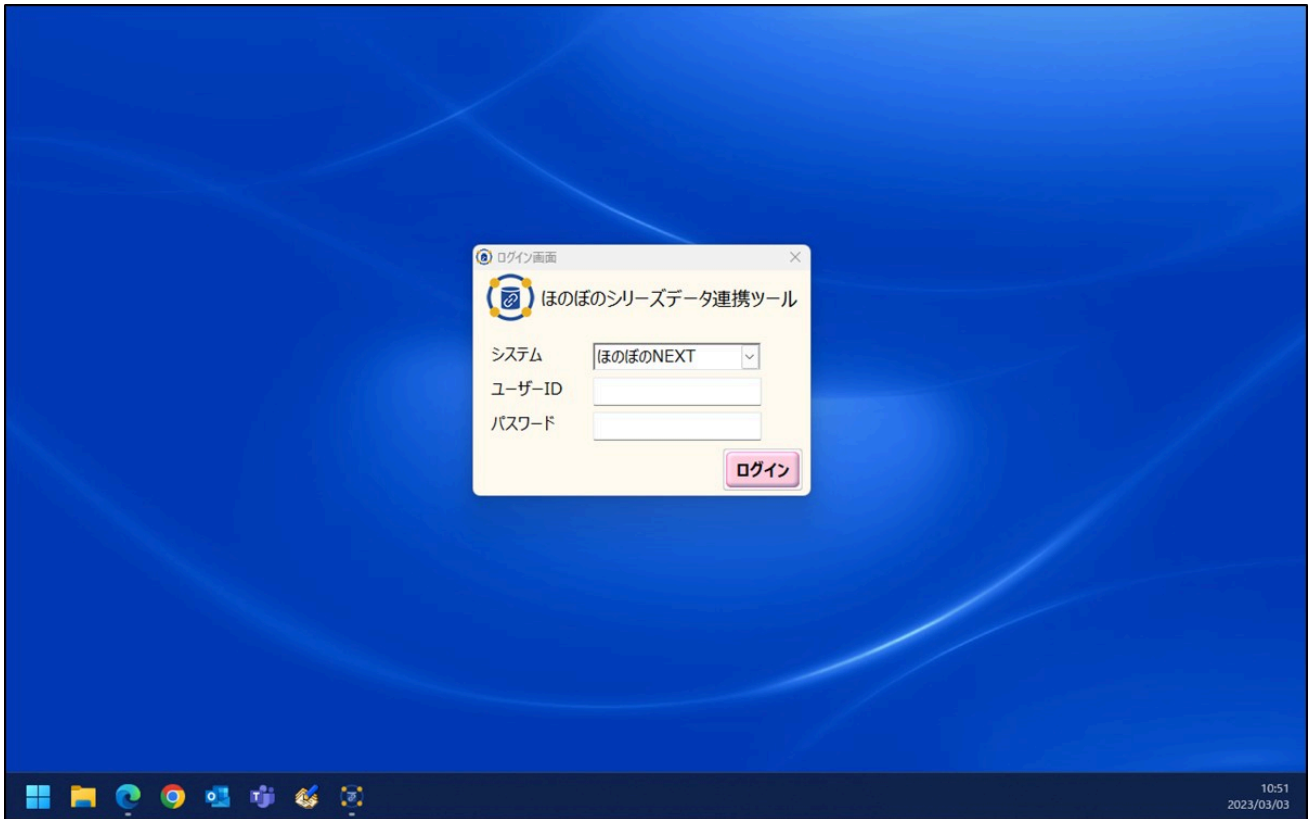 ログイン画面
ほのぼのシリーズデータ連携ツール
システム
ほのぼのNEXT
ユーザーID
パスワード
ログイン
10:51
2023/03/03